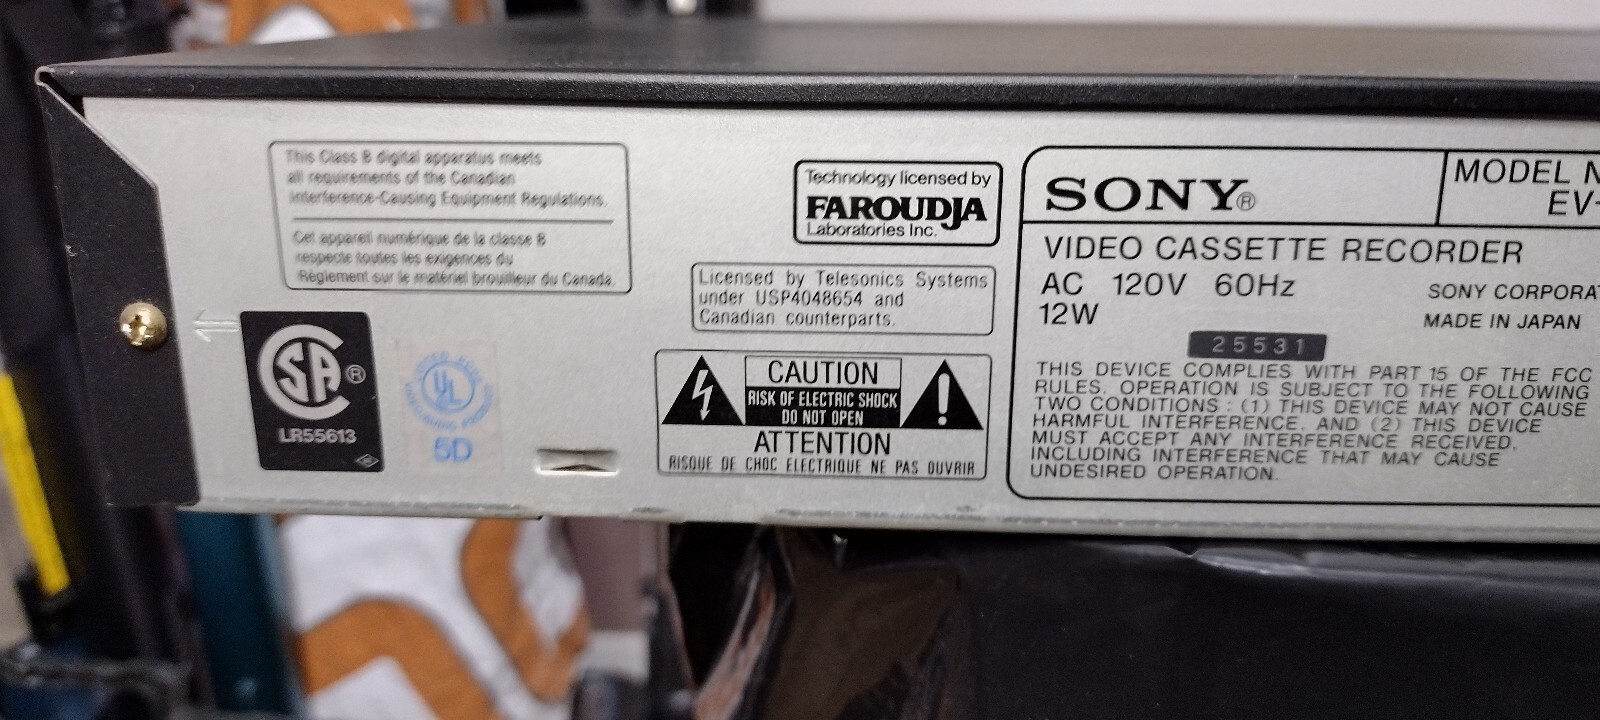 This Class B digital apparatus meets
all requirements of the Canadian
Interference-Causing Equipment Regulations.
Cet appareil numérique de la classe B
respecte toutes les exigences du
Règlement sur le matériel brouilleur du Canada.
SA ®
LR55613
UL
5D
Technology licensed by
FAROUDJA
Laboratories Inc.
Licensed by Telesonics Systems
under USP4048654 and
Canadian counterparts.
CAUTION
RISK OF ELECTRIC SHOCK
DO NOT OPEN
ATTENTION
RISQUE DE CHOC ELECTRIQUE NE PAS OUVRIR
SONY®
MODEL N
EV-
VIDEO CASSETTE RECORDER
AC 120V 60Hz
12W
SONY CORPORAT
MADE IN JAPAN
25531
THIS DEVICE COMPLIES WITH PART 15 OF THE FCC
RULES. OPERATION IS SUBJECT TO THE FOLLOWING
TWO CONDITIONS : (1) THIS DEVICE MAY NOT CAUSE
HARMFUL INTERFERENCE, AND (2) THIS DEVICE
MUST ACCEPT ANY INTERFERENCE RECEIVED,
INCLUDING INTERFERENCE THAT MAY CAUSE
UNDESIRED OPERATION.